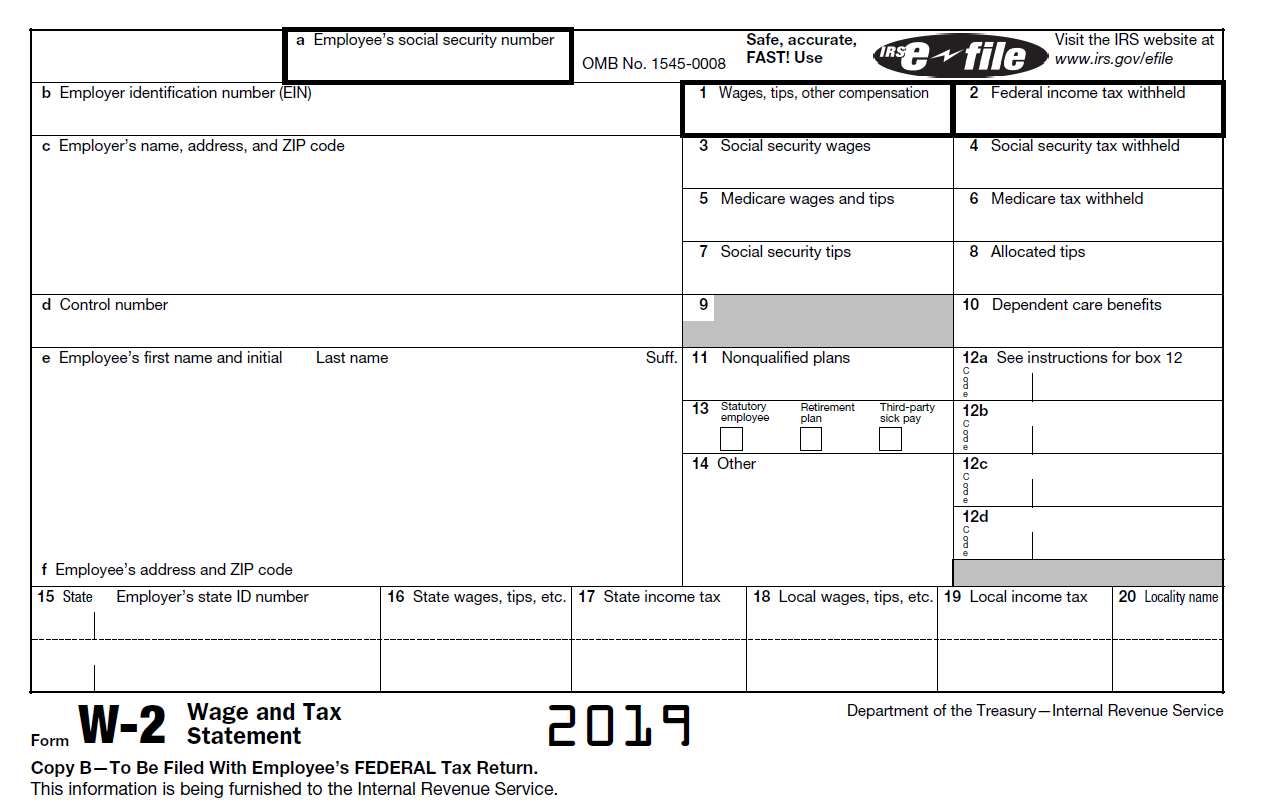 a Employee's social security number
OMB No. 1545-0008
Safe, accurate,
FAST! Use
IRS e-file
Visit the IRS website at
www.irs.gov/efile
b Employer identification number (EIN)
1 Wages, tips, other compensation
2 Federal income tax withheld
c Employer's name, address, and ZIP code
3 Social security wages
4 Social security tax withheld
5 Medicare wages and tips
6 Medicare tax withheld
7 Social security tips
8 Allocated tips
d Control number
9
10 Dependent care benefits
e Employee's first name and initial Last name Suff.
11 Nonqualified plans
12a See instructions for box 12
Code
13 Statutory employee Retirement plan Third-party sick pay
12b
Code
14 Other
12c
Code
12d
Code
f Employee's address and ZIP code
15 State Employer's state ID number
16 State wages, tips, etc.
17 State income tax
18 Local wages, tips, etc.
19 Local income tax
20 Locality name
Form W-2 Wage and Tax
Statement
2019
Department of the Treasury—Internal Revenue Service
Copy B—To Be Filed With Employee's FEDERAL Tax Return.
This information is being furnished to the Internal Revenue Service.